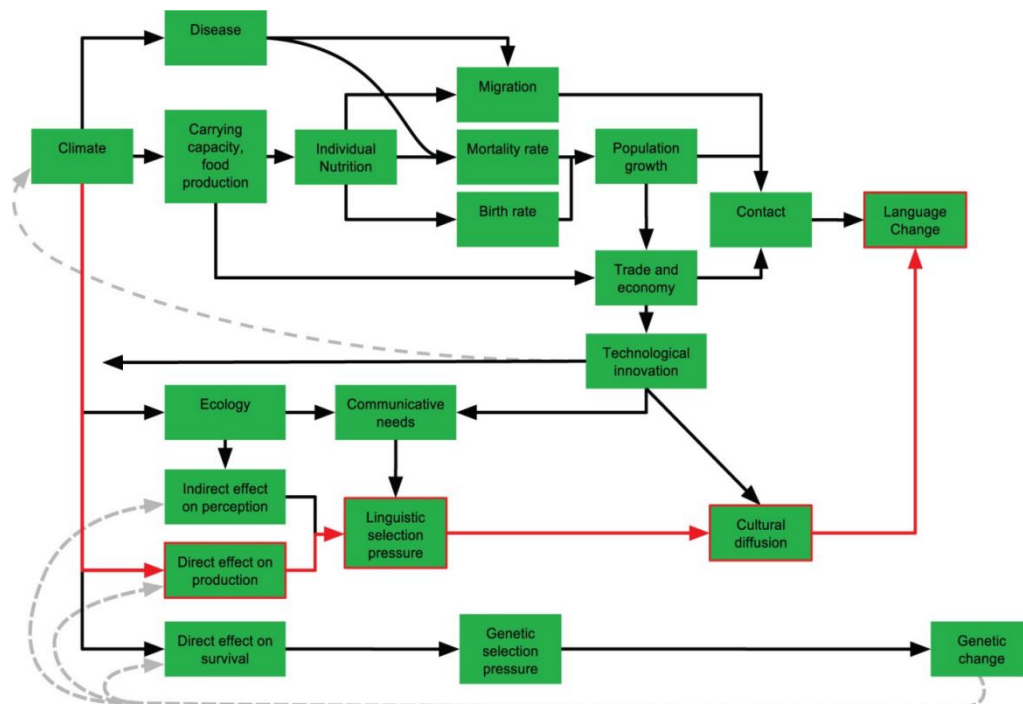 Disease
Migration
Climate
Carrying
capacity,
food
production
Individual
Nutrition
Mortality rate
Population
growth
Birth rate
Contact
Language
Change
Trade and
economy
Technological
innovation
Ecology
Communicative
needs
Indirect effect
on perception
Linguistic
selection
pressure
Cultural
diffusion
Direct effect on
production
Direct effect on
survival
Genetic
selection
pressure
Genetic
change